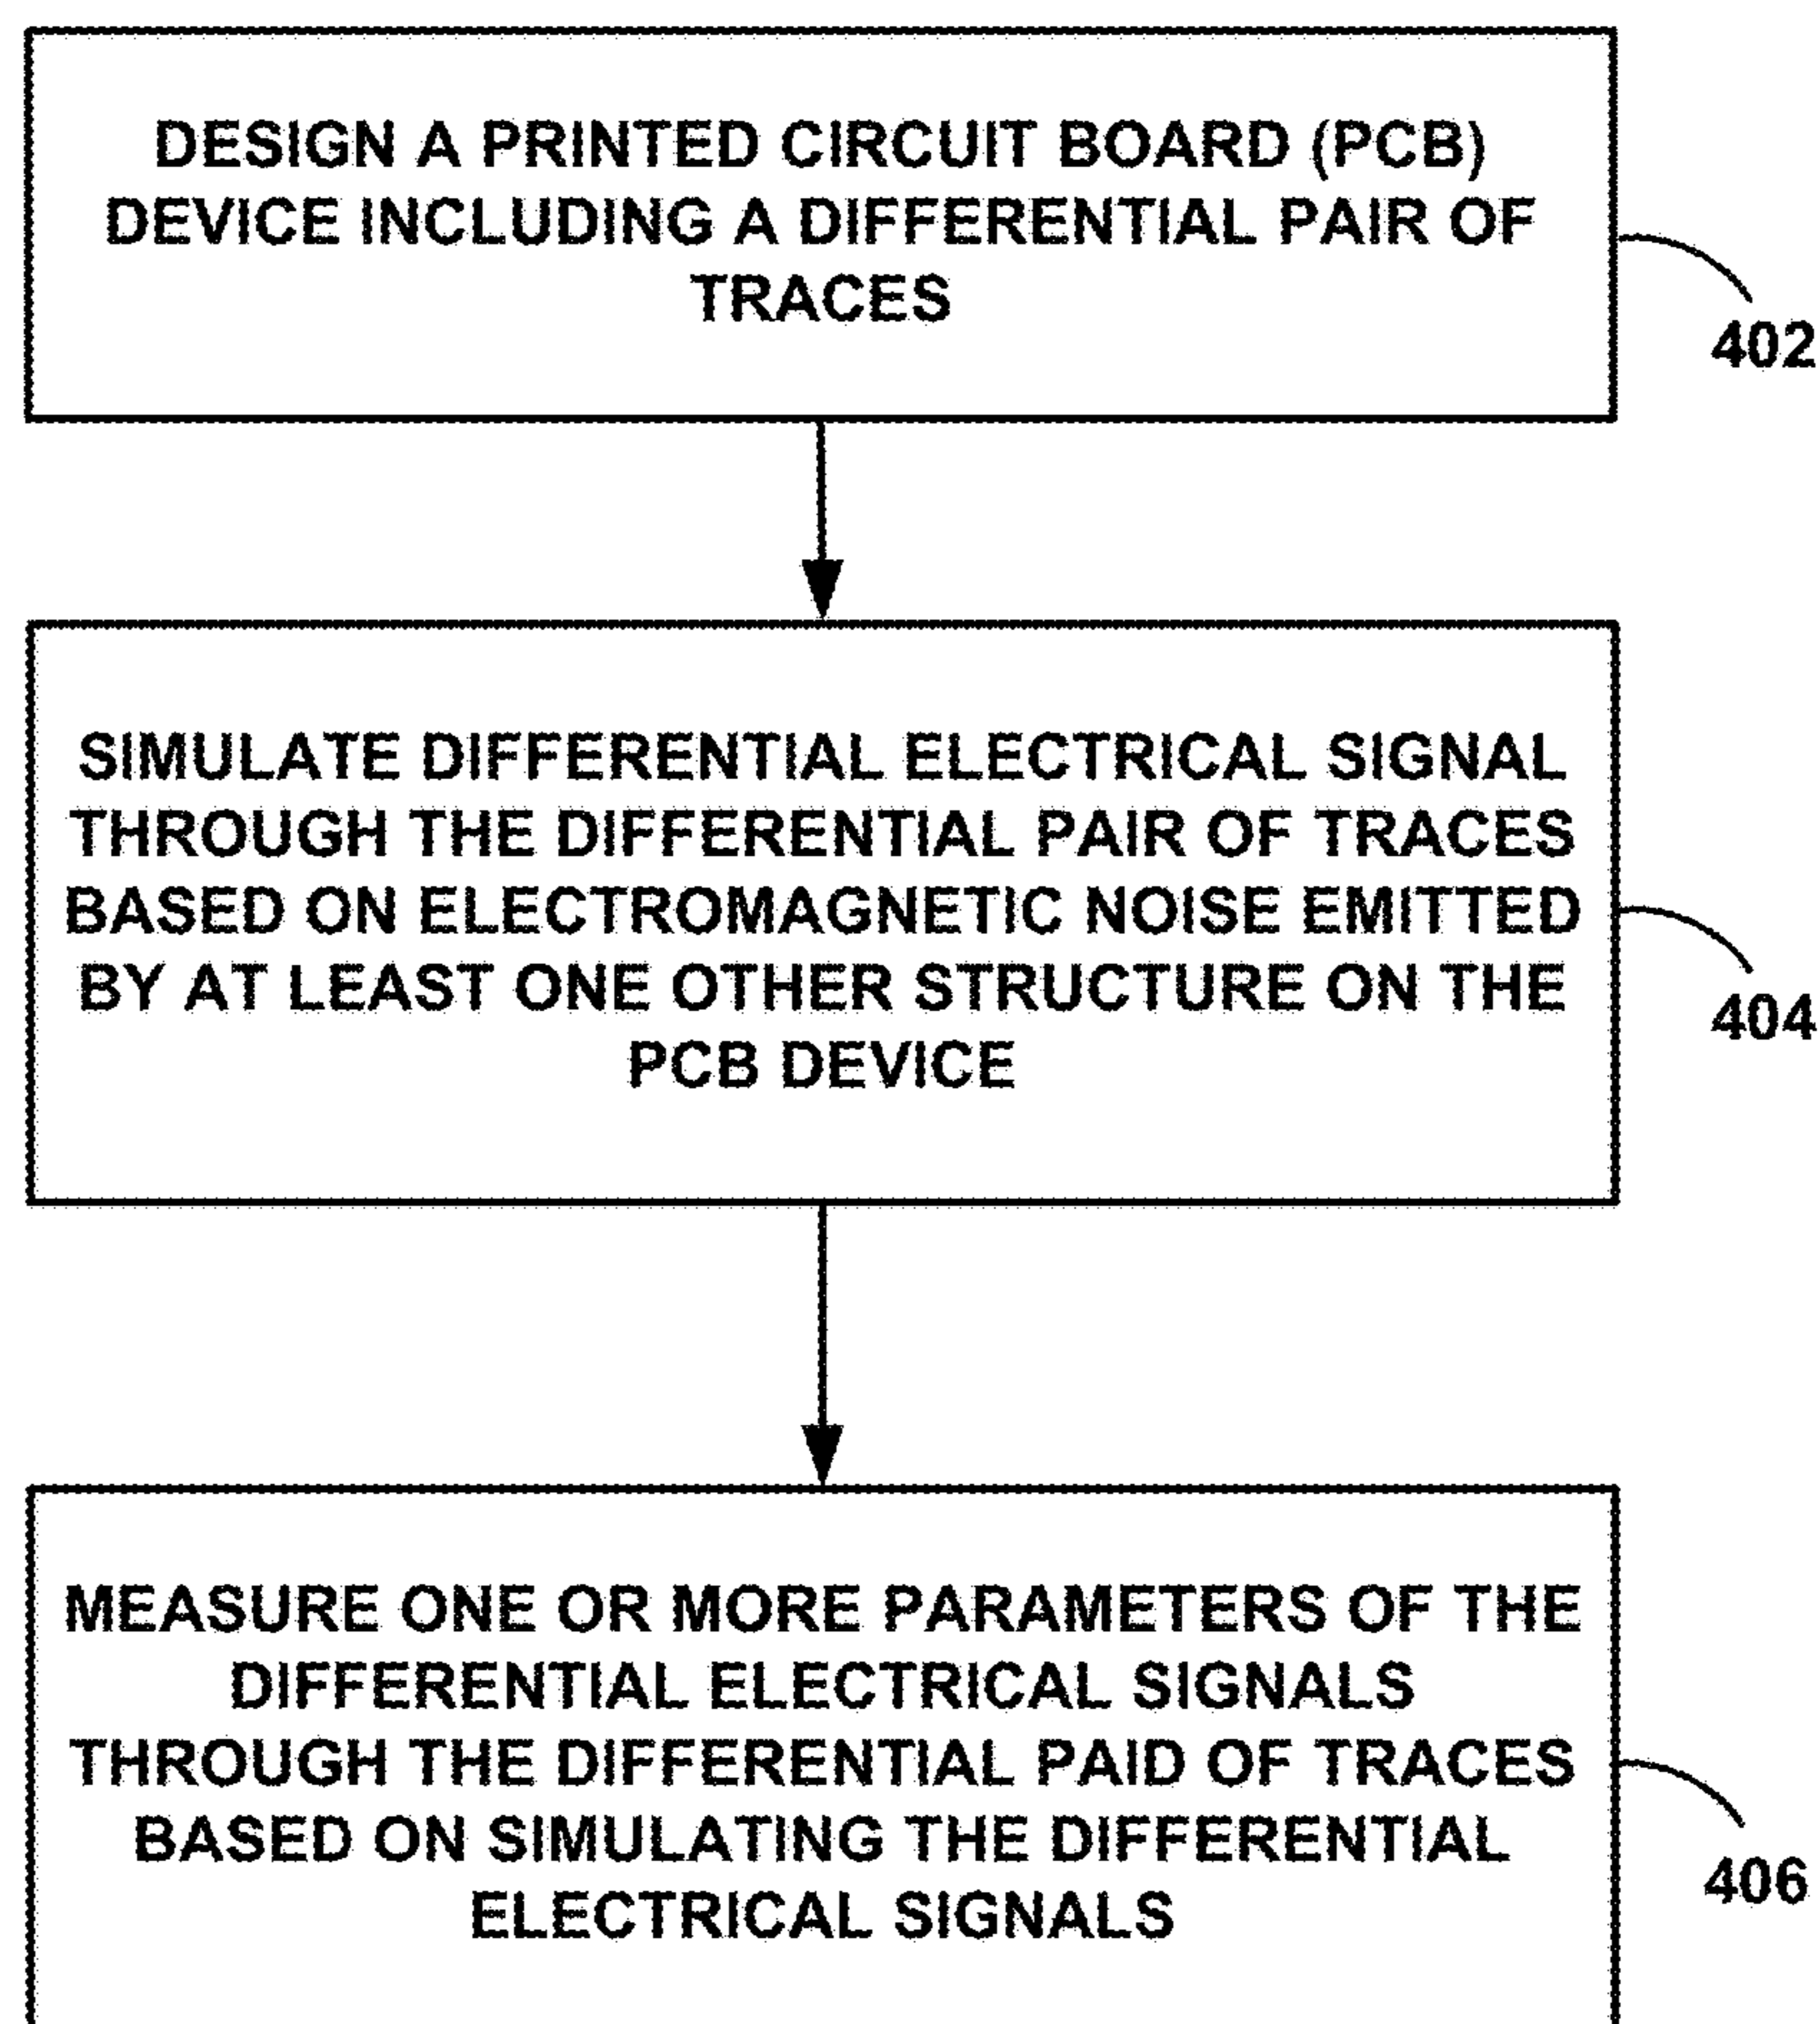 DESIGN A PRINTED CIRCUIT BOARD (PCB)
DEVICE INCLUDING A DIFFERENTIAL PAIR OF
TRACES
402
SIMULATE DIFFERENTIAL ELECTRICAL SIGNAL
THROUGH THE DIFFERENTIAL PAIR OF TRACES
BASED ON ELECTROMAGNETIC NOISE EMITTED
BY AT LEAST ONE OTHER STRUCTURE ON THE
PCB DEVICE
404
MEASURE ONE OR MORE PARAMETERS OF THE
DIFFERENTIAL ELECTRICAL SIGNALS
THROUGH THE DIFFERENTIAL PAID OF TRACES
BASED ON SIMULATING THE DIFFERENTIAL
ELECTRICAL SIGNALS
406